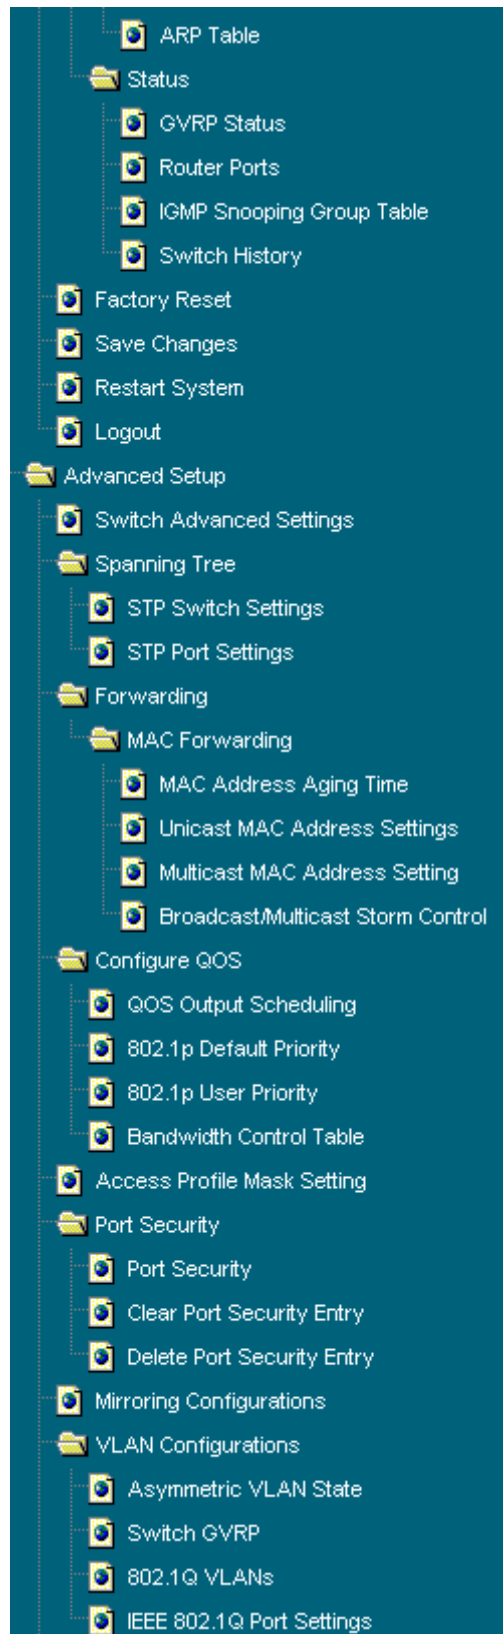 ARP Table
Status
GVRP Status
Router Ports
IGMP Snooping Group Table
Switch History
Factory Reset
Save Changes
Restart System
Logout
Advanced Setup
Switch Advanced Settings
Spanning Tree
STP Switch Settings
STP Port Settings
Forwarding
MAC Forwarding
MAC Address Aging Time
Unicast MAC Address Settings
Multicast MAC Address Setting
Broadcast/Multicast Storm Control
Configure QOS
QOS Output Scheduling
802.1p Default Priority
802.1p User Priority
Bandwidth Control Table
Access Profile Mask Setting
Port Security
Port Security
Clear Port Security Entry
Delete Port Security Entry
Mirroring Configurations
VLAN Configurations
Asymmetric VLAN State
Switch GVRP
802.1Q VLANs
IEEE 802.1Q Port Settings